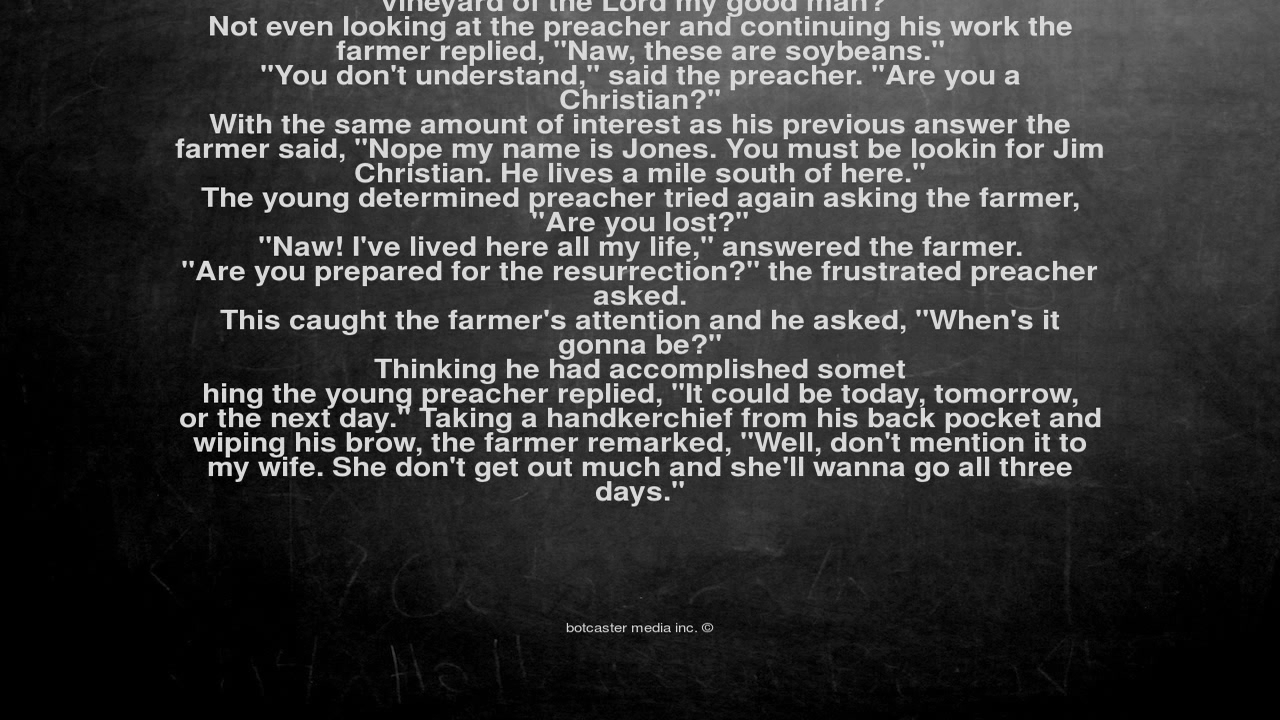 vineyard of the Lord my good man?"
Not even looking at the preacher and continuing his work the
farmer replied, "Naw, these are soybeans."
"You don't understand," said the preacher. "Are you a
Christian?"
With the same amount of interest as his previous answer the
farmer said, "Nope my name is Jones. You must be lookin for Jim
Christian. He lives a mile south of here."
The young determined preacher tried again asking the farmer,
"Are you lost?"
"Naw! I've lived here all my life," answered the farmer.
"Are you prepared for the resurrection?" the frustrated preacher
asked.
This caught the farmer's attention and he asked, "When's it
gonna be?"
Thinking he had accomplished somet
hing the young preacher replied, "It could be today, tomorrow,
or the next day." Taking a handkerchief from his back pocket and
wiping his brow, the farmer remarked, "Well, don't mention it to
my wife. She don't get out much and she'll wanna go all three
days."
botcaster media inc. ©